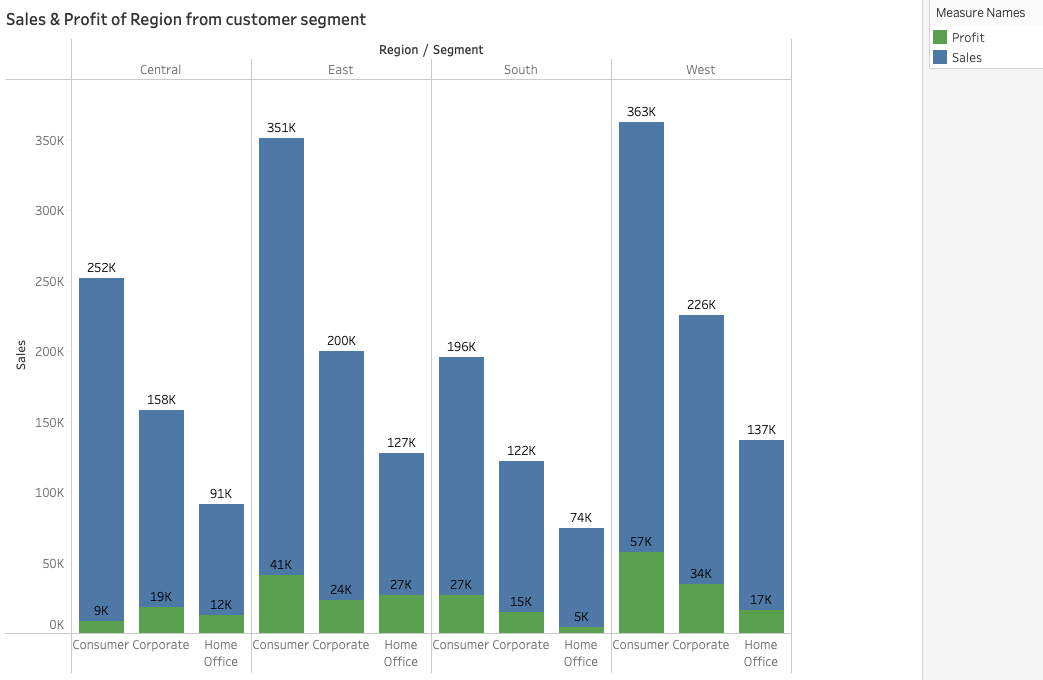 Sales & Profit of Region from customer segment
Measure Names
Profit
Sales
Region / Segment
Central East South West
363K
351K
350K
300K
252K
250K
226K
200K
196K
200K
158K
150K
137K
127K
122K
100K
91K
74K
57K
50K
41K
34K
27K 27K
24K
19K
17K
15K
12K
9K
5K
0K
Sales
Consumer Corporate Home Office Consumer Corporate Home Office Consumer Corporate Home Office Consumer Corporate Home Office